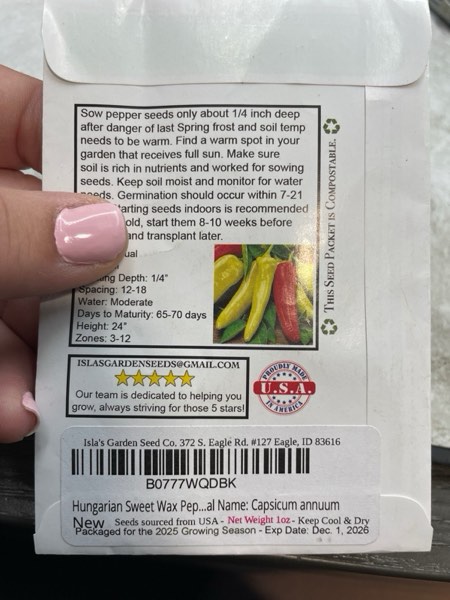 Sow pepper seeds only about 1/4 inch deep
after danger of last Spring frost and soil temp
needs to be warm. Find a warm spot in your
garden that receives full sun. Make sure
soil is rich in nutrients and worked for sowing
seeds. Keep soil moist and monitor for water
needs. Germination should occur within 7-21
arting seeds indoors is recommended
old, start them 8-10 weeks before
and transplant later.
ual
ng Depth: 1/4"
Spacing: 12-18
Water: Moderate
Days to Maturity: 65-70 days
Height: 24"
Zones: 3-12
THIS SEED PACKET IS COMPOSTABLE.
ISLASGARDENSEEDS@GMAIL.COM
Our team is dedicated to helping you
grow, always striving for those 5 stars!
PROUDLY MADE
U.S.A.
IN AMERICA
Isla's Garden Seed Co. 372 S. Eagle Rd. #127 Eagle, ID 83616
B0777WQDBK
Hungarian Sweet Wax Pep...al Name: Capsicum annuum
New Seeds sourced from USA - Net Weight 1oz - Keep Cool & Dry
Packaged for the 2025 Growing Season - Exp Date: Dec. 1, 2026